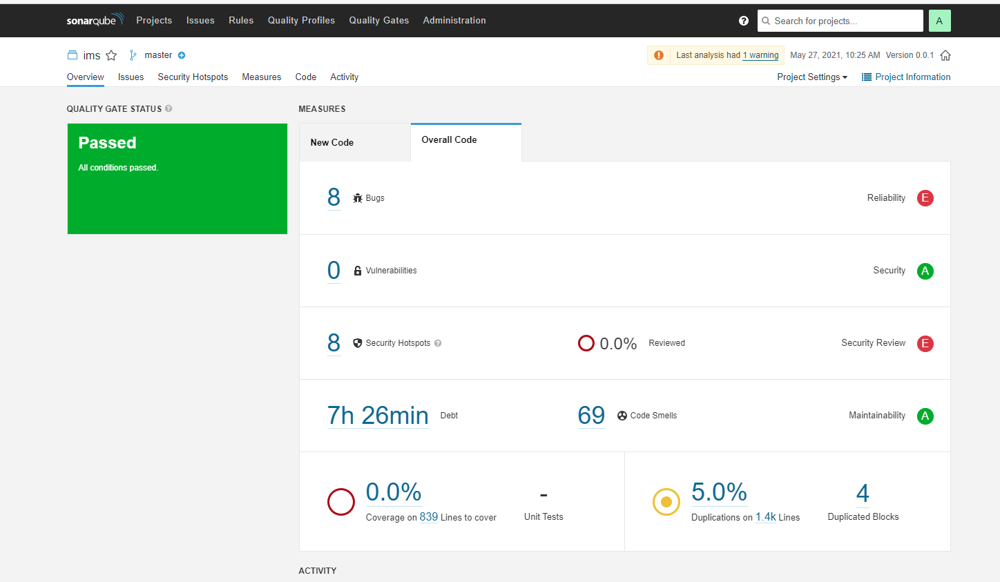 sonarqube Projects Issues Rules Quality Profiles Quality Gates Administration ? Search for projects... A
ims master Last analysis had 1 warning May 27, 2021, 10:25 AM Version 0.0.1
Overview Issues Security Hotspots Measures Code Activity Project Settings Project Information
QUALITY GATE STATUS ?
Passed
All conditions passed.
MEASURES
New Code Overall Code
8 Bugs Reliability E
0 Vulnerabilities Security A
8 Security Hotspots ? 0.0% Reviewed Security Review E
7h 26min Debt 69 Code Smells Maintainability A
0.0% -
Coverage on 839 Lines to cover Unit Tests
5.0% 4
Duplications on 1.4k Lines Duplicated Blocks
ACTIVITY